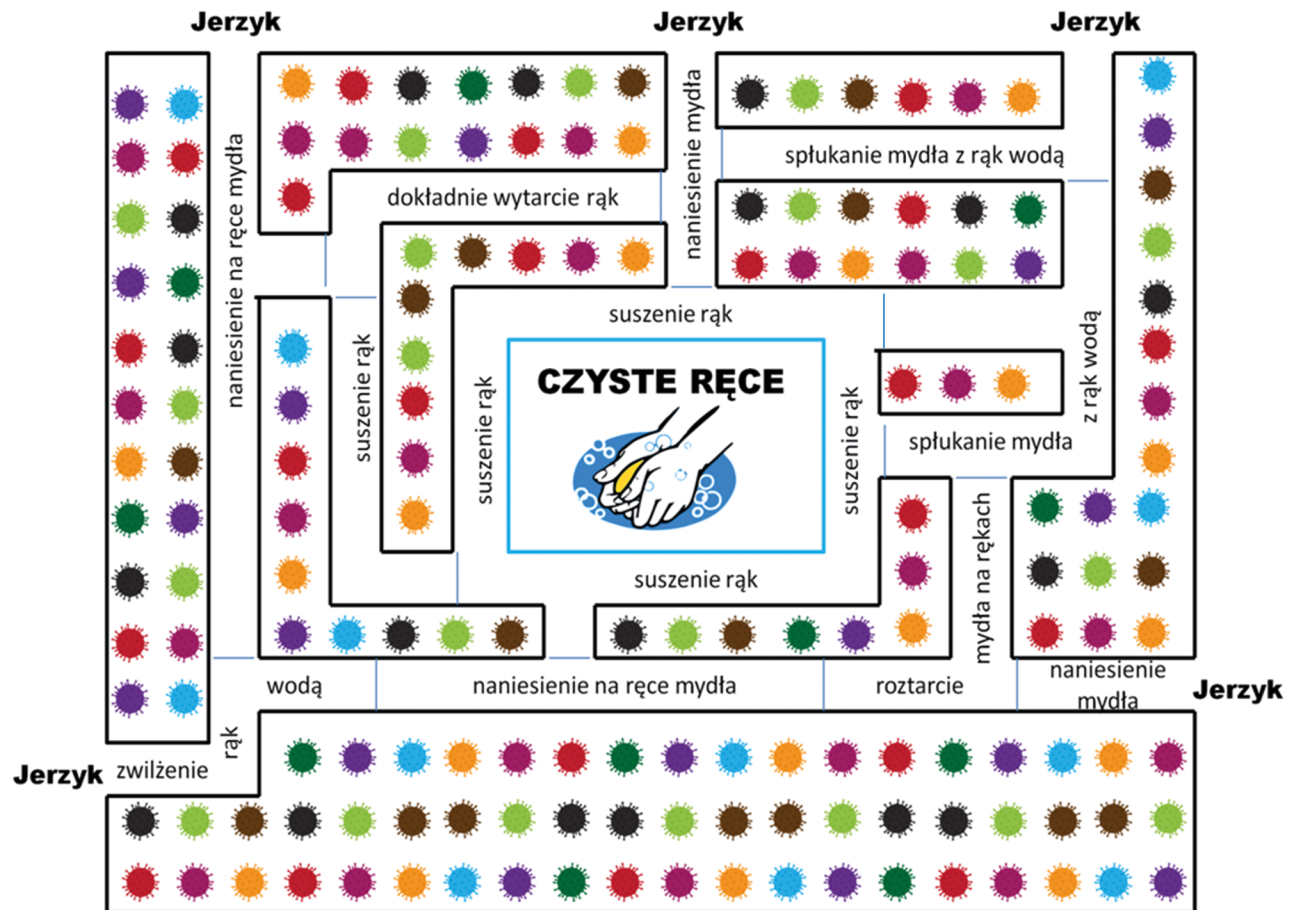 Jerzyk
Jerzyk
Jerzyk
naniesienie na ręce mydła
naniesienie mydła
spłukanie mydła z rąk wodą
dokładnie wytarcie rąk
suszenie rąk
suszenie rąk
suszenie rąk
CZYSTE RĘCE
suszenie rąk
z rąk wodą
spłukanie mydła
mydła na rękach
suszenie rąk
wodą
naniesienie na ręce mydła
roztarcie
naniesienie
mydła
Jerzyk
rąk
Jerzyk
zwilżenie